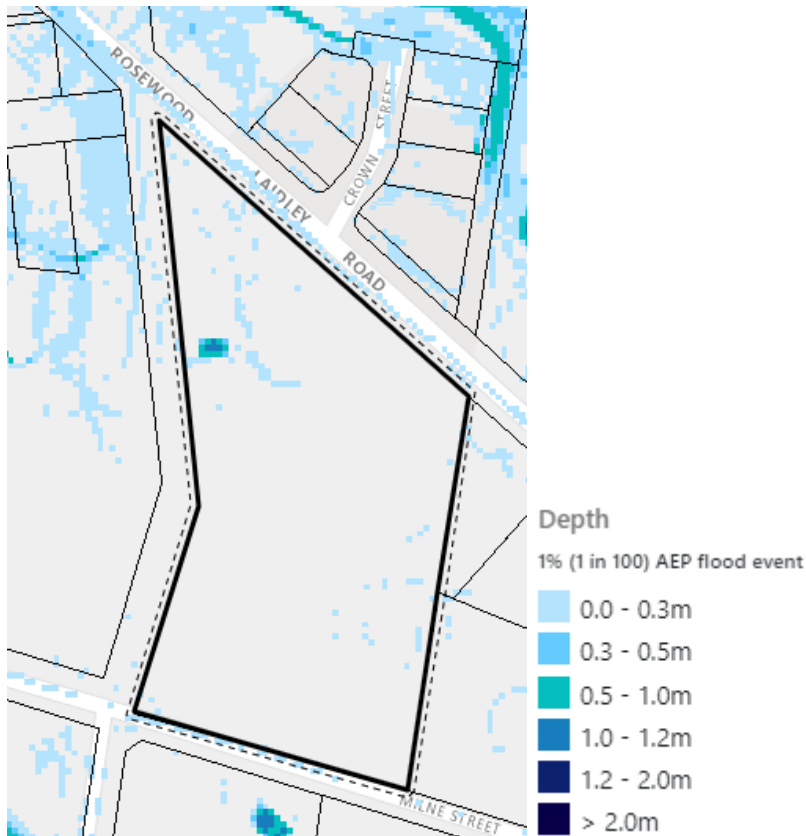 ROSEWOOD
LAIDLEY
ROAD
CROWN
STREET
MILNE STREET
Depth
1% (1 in 100) AEP flood event
0.0 - 0.3m
0.3 - 0.5m
0.5 - 1.0m
1.0 - 1.2m
1.2 - 2.0m
> 2.0m